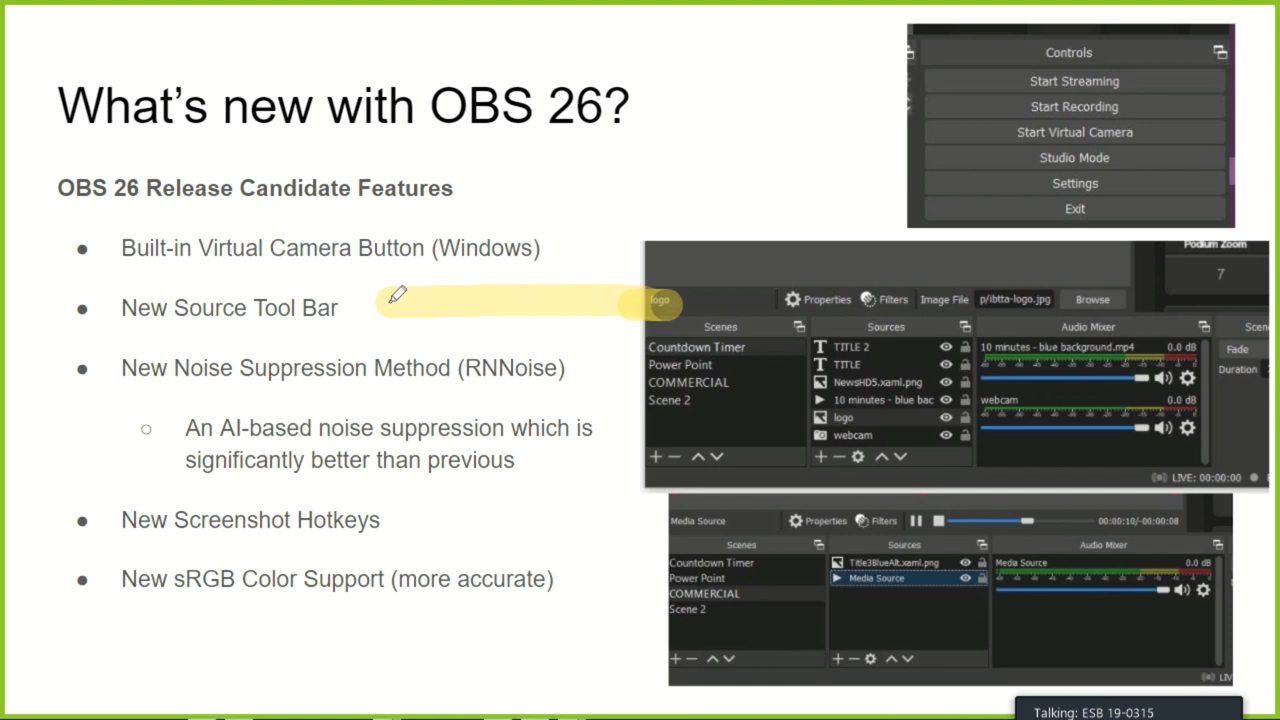 What's new with OBS 26?
OBS 26 Release Candidate Features
● Built-in Virtual Camera Button (Windows)
● New Source Tool Bar
● New Noise Suppression Method (RNNoise)
○ An AI-based noise suppression which is
significantly better than previous
● New Screenshot Hotkeys
● New sRGB Color Support (more accurate)
Controls
Start Streaming
Start Recording
Start Virtual Camera
Studio Mode
Settings
Exit
Podium Zoom
7
logo Properties Filters Image File p/ibtta-logo.jpg Browse
Scenes
Countdown Timer
Power Point
COMMERCIAL
Scene 2
Sources
TITLE 2
TITLE
NewsHD5.xaml.png
10 minutes - blue bac
logo
webcam
Audio Mixer
10 minutes - blue background.mp4 0.0 dB
webcam 0.0 dB
Scen
Fade
Duration
LIVE: 00:00:00
Media Source Properties Filters 00:00:10/-00:00:08
Scenes
Countdown Timer
Power Point
COMMERCIAL
Scene 2
Sources
Title3BlueAlt.xaml.png
Media Source
Audio Mixer
Media Source 0.0 dB
LIV
Talking: ESB 19-0315